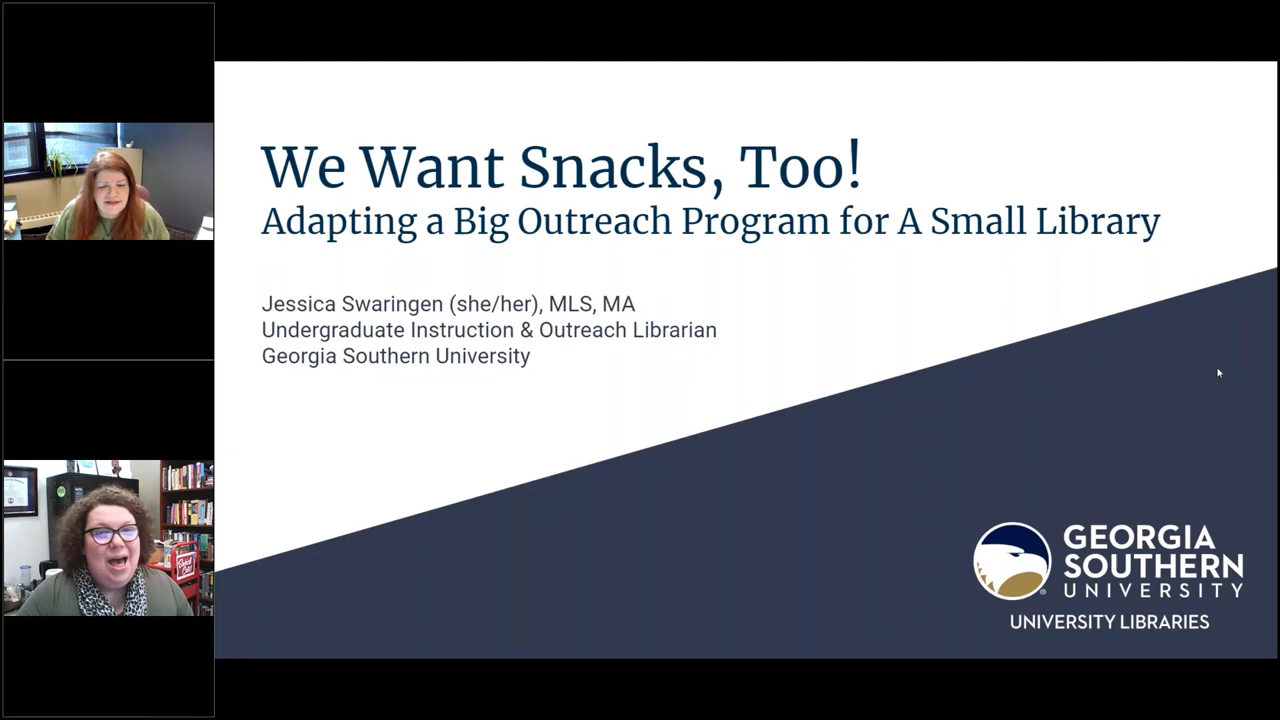 We Want Snacks, Too!
Adapting a Big Outreach Program for A Small Library
Jessica Swaringen (she/her), MLS, MA
Undergraduate Instruction & Outreach Librarian
Georgia Southern University
GEORGIA
SOUTHERN
UNIVERSITY
UNIVERSITY LIBRARIES